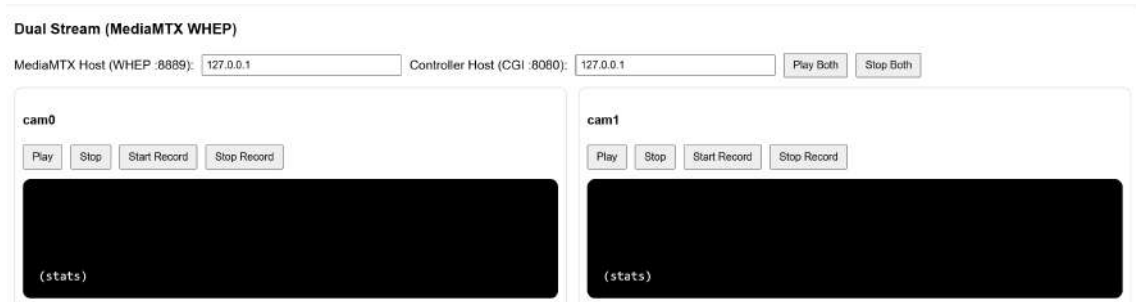 Dual Stream (MediaMTX WHEP)
MediaMTX Host (WHEP :8889): 127.0.0.1 Controller Host (CGI :8080): 127.0.0.1 Play Both Stop Both
cam0
Play Stop Start Record Stop Record
(stats)
cam1
Play Stop Start Record Stop Record
(stats)